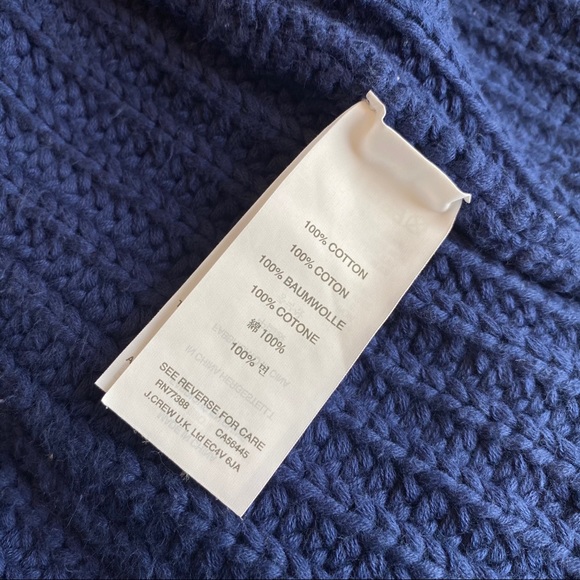 100% COTTON
100% COTON
100% BAUMWOLLE
100% COTONE
綿 100%
100% 면
SEE REVERSE FOR CARE
RN77388 CA56445
J.CREW U.K. Ltd EC4V 6JA